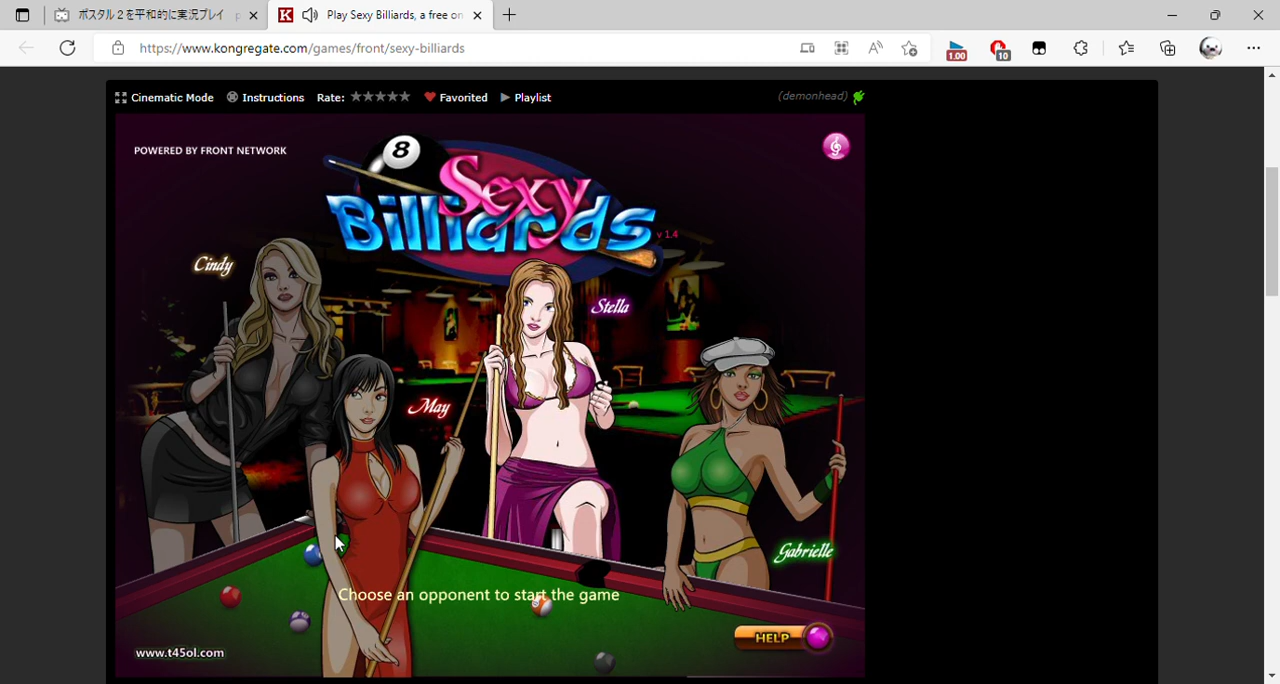 ポスタル2を平和的に実況プレイ
Play Sexy Billiards, a free on
https://www.kongregate.com/games/front/sexy-billiards
1.00
10
Cinematic Mode
Instructions
Rate:
Favorited
Playlist
(demonhead)
POWERED BY FRONT NETWORK
8
Sexy
Billiards
v 1.4
Cindy
Stella
May
Gabrielle
Choose an opponent to start the game
HELP
www.t45ol.com